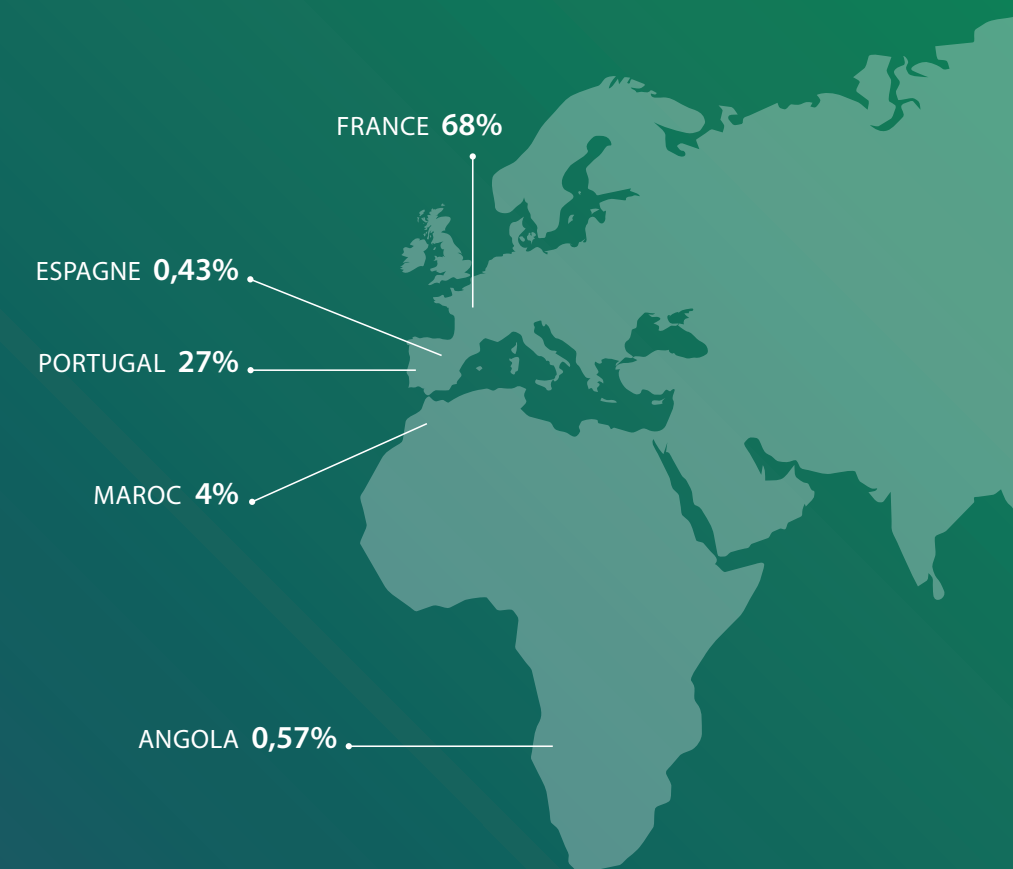 FRANCE 68%
ESPAGNE 0,43%
PORTUGAL 27%
MAROC 4%
ANGOLA 0,57%